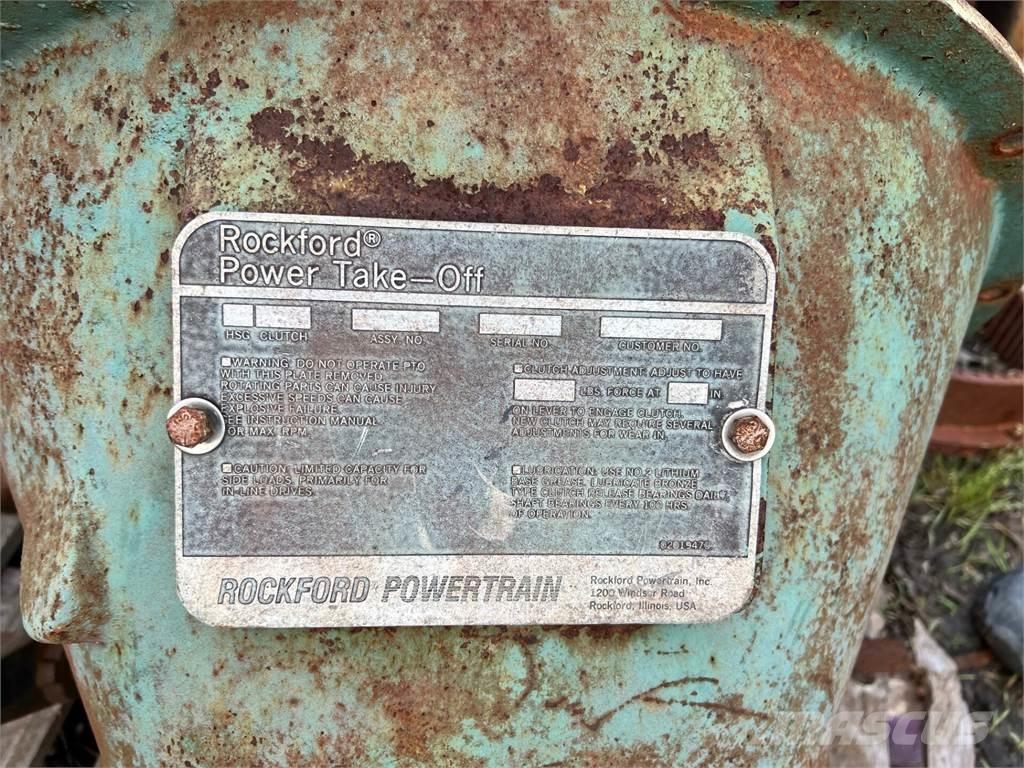 Rockford®
Power Take-Off
HSG CLUTCH
ASSY NO.
SERIAL NO.
CUSTOMER NO.
WARNING: DO NOT OPERATE PTO
WITH THIS PLATE REMOVED.
ROTATING PARTS CAN CAUSE INJURY
EXCESSIVE SPEEDS CAN CAUSE
EXPLOSIVE FAILURE.
SEE INSTRUCTION MANUAL
FOR MAX. RPM.
CAUTION: LIMITED CAPACITY FOR
SIDE LOADS. PRIMARILY FOR
IN-LINE DRIVES.
CLUTCH ADJUSTMENT: ADJUST TO HAVE
LBS. FORCE AT IN.
ON LEVER TO ENGAGE CLUTCH.
NEW CLUTCH MAY REQUIRE SEVERAL
ADJUSTMENTS FOR WEAR IN.
LUBRICATION: USE NO. 2 LITHIUM
BASE GREASE. LUBRICATE BRONZE
TYPE CLUTCH RELEASE BEARINGS DAILY,
SHAFT BEARINGS EVERY 100 HRS
OF OPERATION.
ROCKFORD POWERTRAIN
Rockford Powertrain, Inc.
1200 Windsor Road
Rockford, Illinois, USA
MASCUS